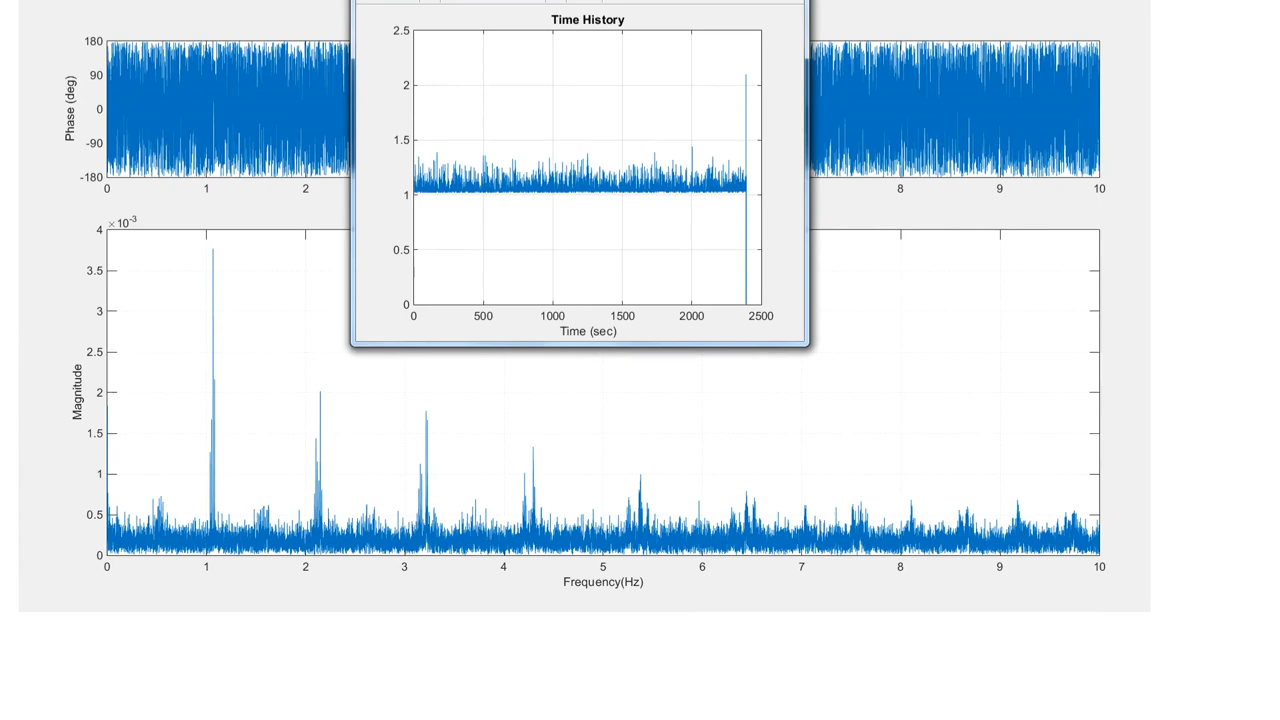 Time History
2.5
2
1.5
1
0.5
0
0 500 1000 1500 2000 2500
Time (sec)
180
90
0
-90
-180
Phase (deg)
0 1 2 8 9 10
×10-3
4
3.5
3
2.5
2
1.5
1
0.5
0
Magnitude
0 1 2 3 4 5 6 7 8 9 10
Frequency(Hz)